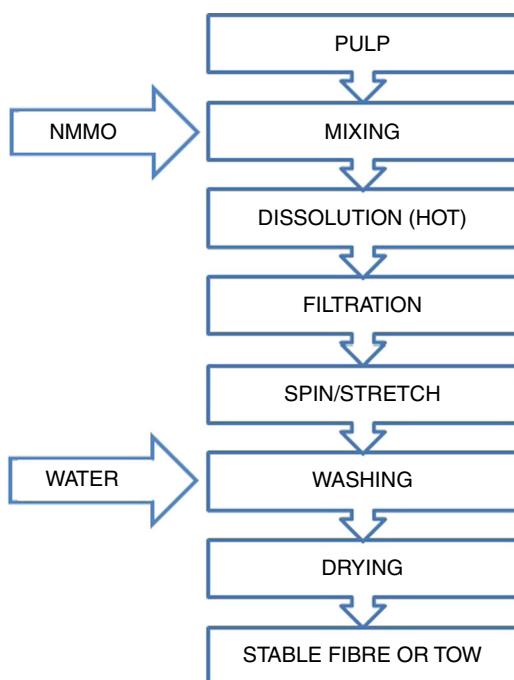 PULP
NMMO
MIXING
DISSOLUTION (HOT)
FILTRATION
SPIN/STRETCH
WATER
WASHING
DRYING
STABLE FIBRE OR TOW